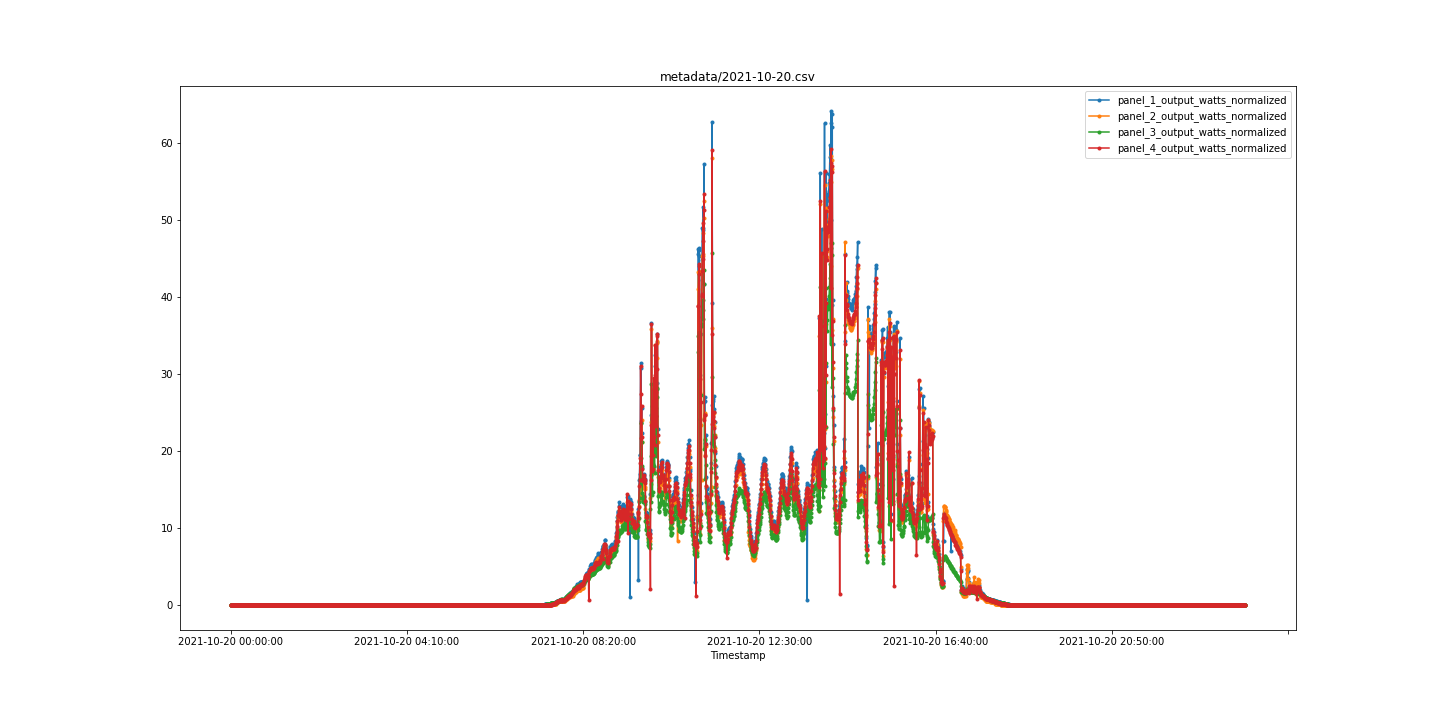 metadata/2021-10-20.csv
panel_1_output_watts_normalized
panel_2_output_watts_normalized
panel_3_output_watts_normalized
panel_4_output_watts_normalized
60
50
40
30
20
10
0
2021-10-20 00:00:00 2021-10-20 04:10:00 2021-10-20 08:20:00 2021-10-20 12:30:00 2021-10-20 16:40:00 2021-10-20 20:50:00
Timestamp